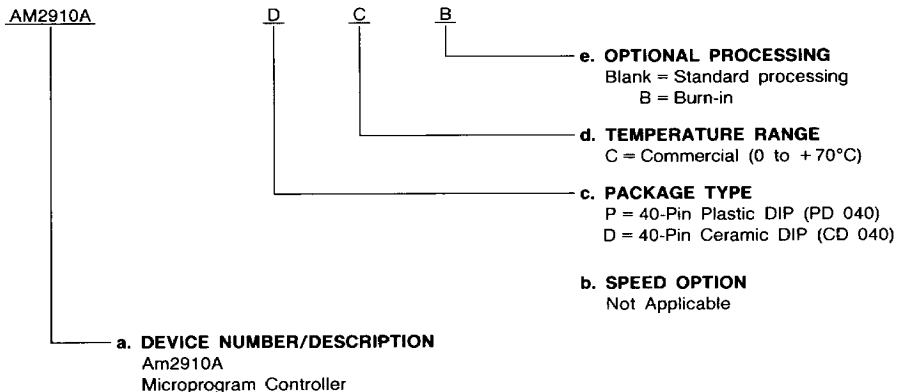 AM2910A D C B
e. OPTIONAL PROCESSING
Blank = Standard processing
B = Burn-in
d. TEMPERATURE RANGE
C = Commercial (0 to +70°C)
c. PACKAGE TYPE
P = 40-Pin Plastic DIP (PD 040)
D = 40-Pin Ceramic DIP (CD 040)
b. SPEED OPTION
Not Applicable
a. DEVICE NUMBER/DESCRIPTION
Am2910A
Microprogram Controller